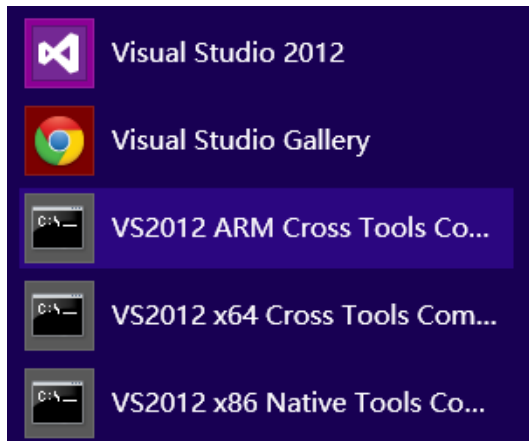 Visual Studio 2012
Visual Studio Gallery
C:\_
VS2012 ARM Cross Tools Co...
C:\_
VS2012 x64 Cross Tools Com...
C:\_
VS2012 x86 Native Tools Co...